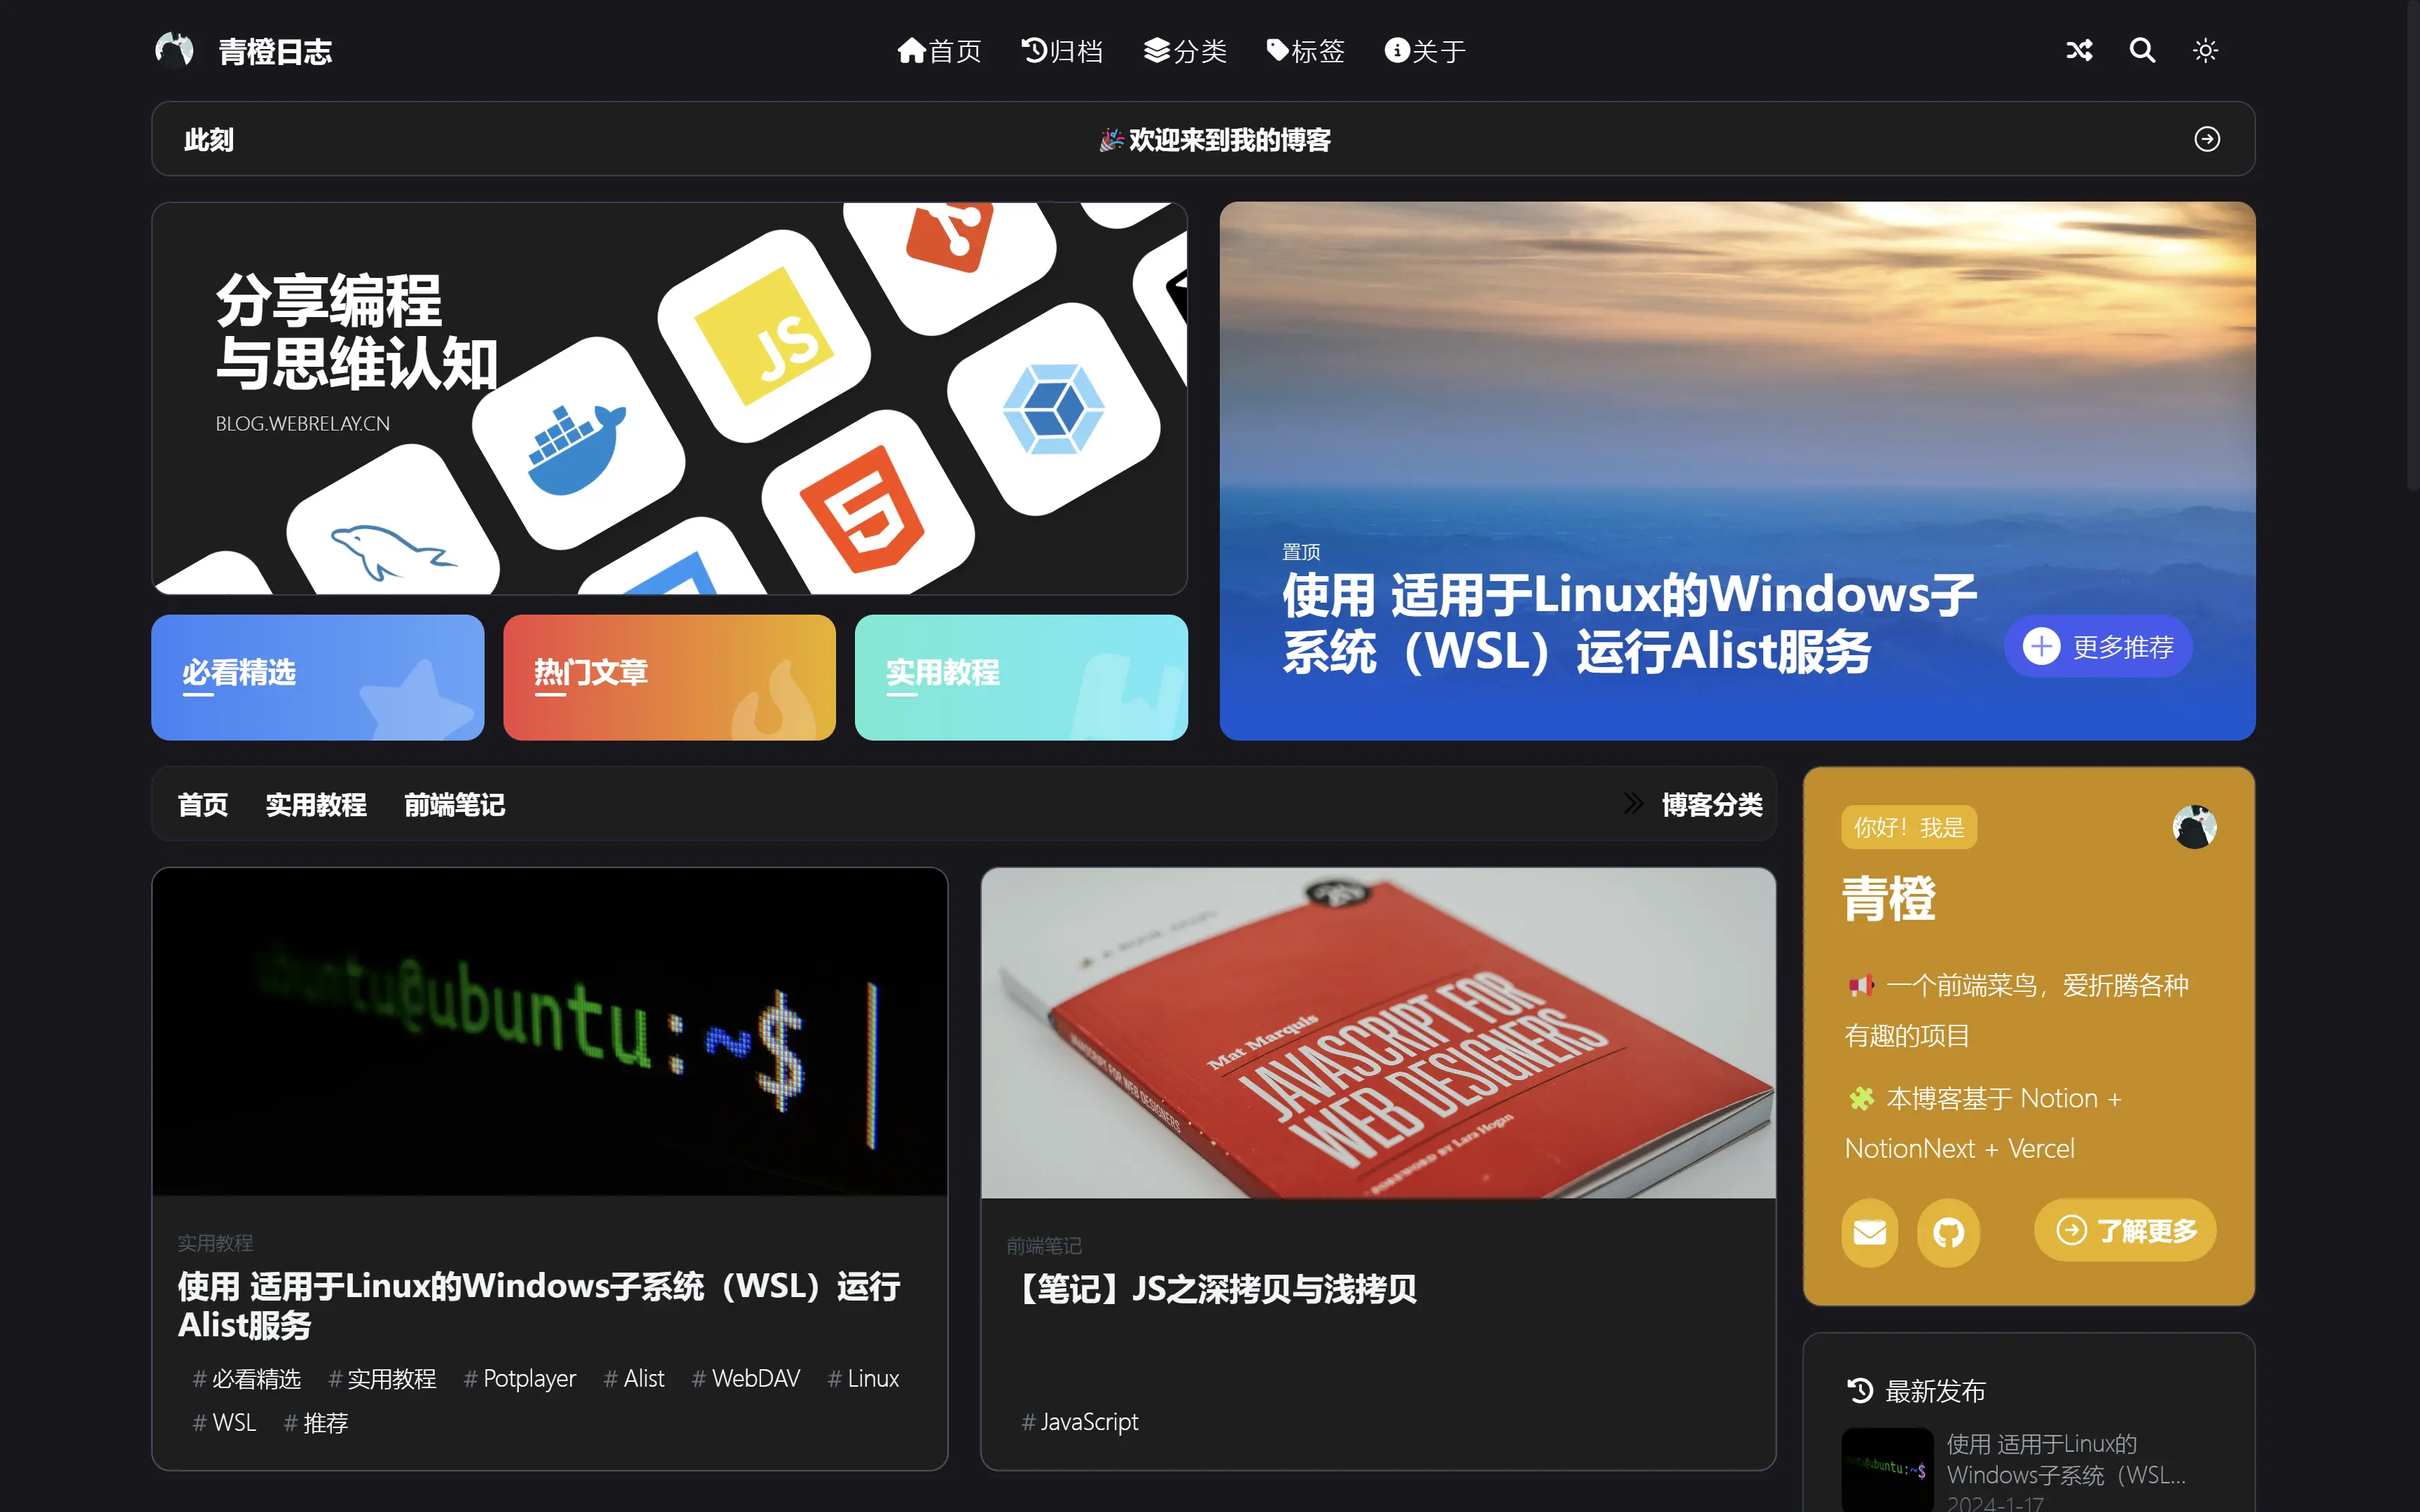 青橙日志
首页
归档
分类
标签
关于
此刻
🎉欢迎来到我的博客
分享编程
与思维认知
BLOG.WEBRELAY.CN
JS
必看精选
热门文章
实用教程
置顶
使用 适用于Linux的Windows子
系统（WSL）运行Alist服务
更多推荐
首页
实用教程
前端笔记
博客分类
ubuntu@ubuntu:~$
实用教程
使用 适用于Linux的Windows子系统（WSL）运行
Alist服务
# 必看精选 # 实用教程 # Potplayer # Alist # WebDAV # Linux
# WSL # 推荐
Mat Marquis
JAVASCRIPT FOR
WEB DESIGNERS
FOREWORD BY Lara Hogan
JAVASCRIPT FOR WEB DESIGNERS
前端笔记
【笔记】JS之深拷贝与浅拷贝
# JavaScript
你好！我是
青橙
📢 一个前端菜鸟，爱折腾各种
有趣的项目
🧩 本博客基于 Notion +
NotionNext + Vercel
了解更多
最新发布
ubuntu:~$
使用 适用于Linux的
Windows子系统（WSL...
2024-1-17